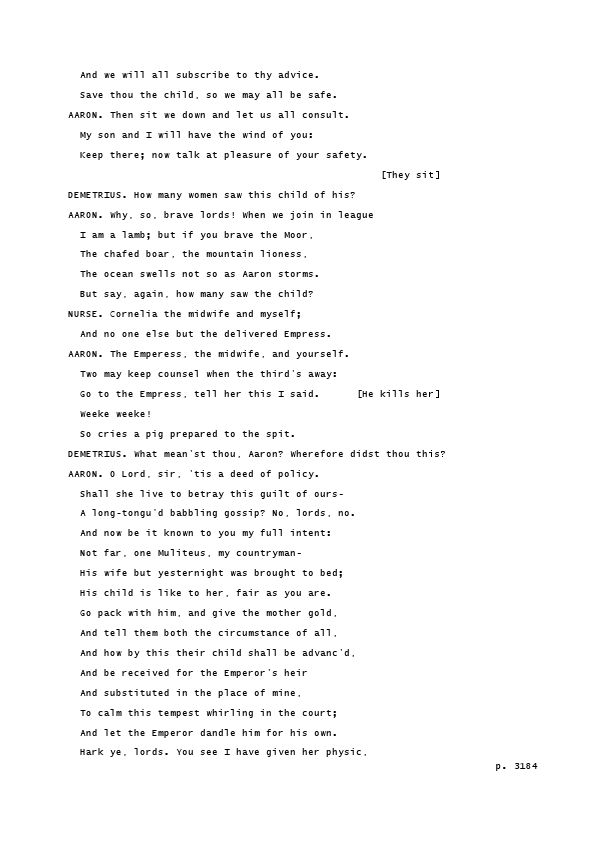 And we will all subscribe to thy advice.
Save thou the child, so we may all be safe.
AARON. Then sit we down and let us all consult.
My son and I will have the wind of you:
Keep there; now talk at pleasure of your safety.
[They sit]
DEMETRIUS. How many women saw this child of his?
AARON. Why, so, brave lords! When we join in league
I am a lamb; but if you brave the Moor,
The chafed boar, the mountain lioness,
The ocean swells not so as Aaron storms.
But say, again, how many saw the child?
NURSE. Cornelia the midwife and myself;
And no one else but the delivered Empress.
AARON. The Emperess, the midwife, and yourself.
Two may keep counsel when the third's away:
Go to the Empress, tell her this I said. [He kills her]
Weeke weeke!
So cries a pig prepared to the spit.
DEMETRIUS. What mean'st thou, Aaron? Wherefore didst thou this?
AARON. O Lord, sir, 'tis a deed of policy.
Shall she live to betray this guilt of ours-
A long-tongu'd babbling gossip? No, lords, no.
And now be it known to you my full intent:
Not far, one Muliteus, my countryman-
His wife but yesternight was brought to bed;
His child is like to her, fair as you are.
Go pack with him, and give the mother gold,
And tell them both the circumstance of all,
And how by this their child shall be advanc'd,
And be received for the Emperor's heir
And substituted in the place of mine,
To calm this tempest whirling in the court;
And let the Emperor dandle him for his own.
Hark ye, lords. You see I have given her physic,
p. 3184